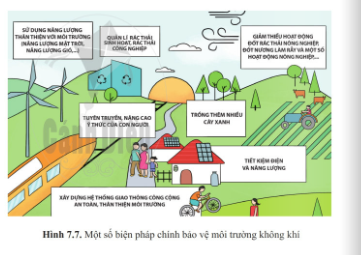 SỬ DỤNG NĂNG LƯỢNG
THÂN THIỆN VỚI MÔI TRƯỜNG
(NĂNG LƯỢNG MẶT TRỜI,
NĂNG LƯỢNG GIÓ,...)
QUẢN LÍ RÁC THẢI
SINH HOẠT, RÁC THẢI
CÔNG NGHIỆP
GIẢM THIỂU HOẠT ĐỘNG
ĐỐT RÁC THẢI NÔNG NGHIỆP,
ĐỐT NƯƠNG LÀM RẪY VÀ MỘT SỐ
HOẠT ĐỘNG NÔNG NGHIỆP,...
TUYÊN TRUYỀN, NÂNG CAO
Ý THỨC CỦA CON NGƯỜI
TRỒNG THÊM NHIỀU
CÂY XANH
TIẾT KIỆM ĐIỆN
VÀ NĂNG LƯỢNG
XÂY DỰNG HỆ THỐNG GIAO THÔNG CÔNG CỘNG
AN TOÀN, THÂN THIỆN MÔI TRƯỜNG
Hình 7.7. Một số biện pháp chính bảo vệ môi trường không khí